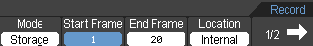 Record
Mode Start Frame End Frame Location
Storage 1 20 Internal 1/2